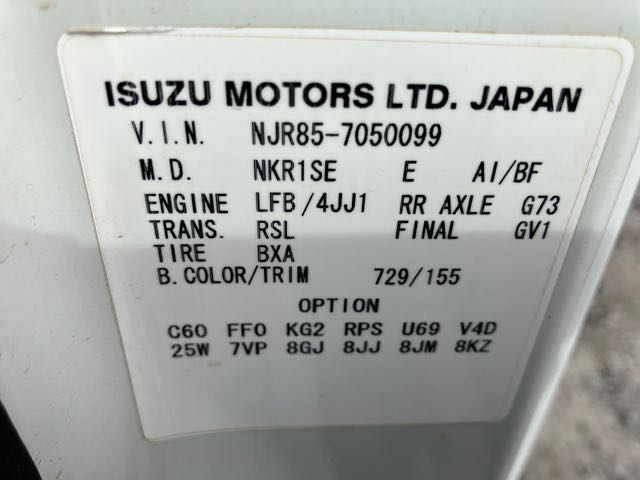 ISUZU MOTORS LTD. JAPAN
V.I.N. NJR85-7050099
M.D. NKR1SE E AI/BF
ENGINE LFB/4JJ1 RR AXLE G73
TRANS. RSL FINAL GV1
TIRE BXA
B.COLOR/TRIM 729/155
OPTION
C60 FF0 KG2 RPS U69 V4D
25W 7VP 8GJ 8JJ 8JM 8KZ